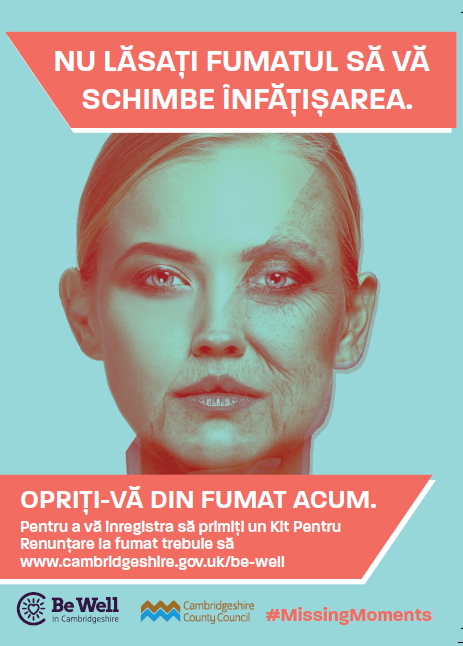 NU LĂSAȚI FUMATUL SĂ VĂ
SCHIMBE ÎNFĂȚIȘAREA.
OPRIȚI-VĂ DIN FUMAT ACUM.
Pentru a vă înregistra să primiți un Kit Pentru
Renunțare la fumat trebuie să
www.cambridgeshire.gov.uk/be-well
Be Well
in Cambridgeshire
Cambridgeshire
County Council
#MissingMoments